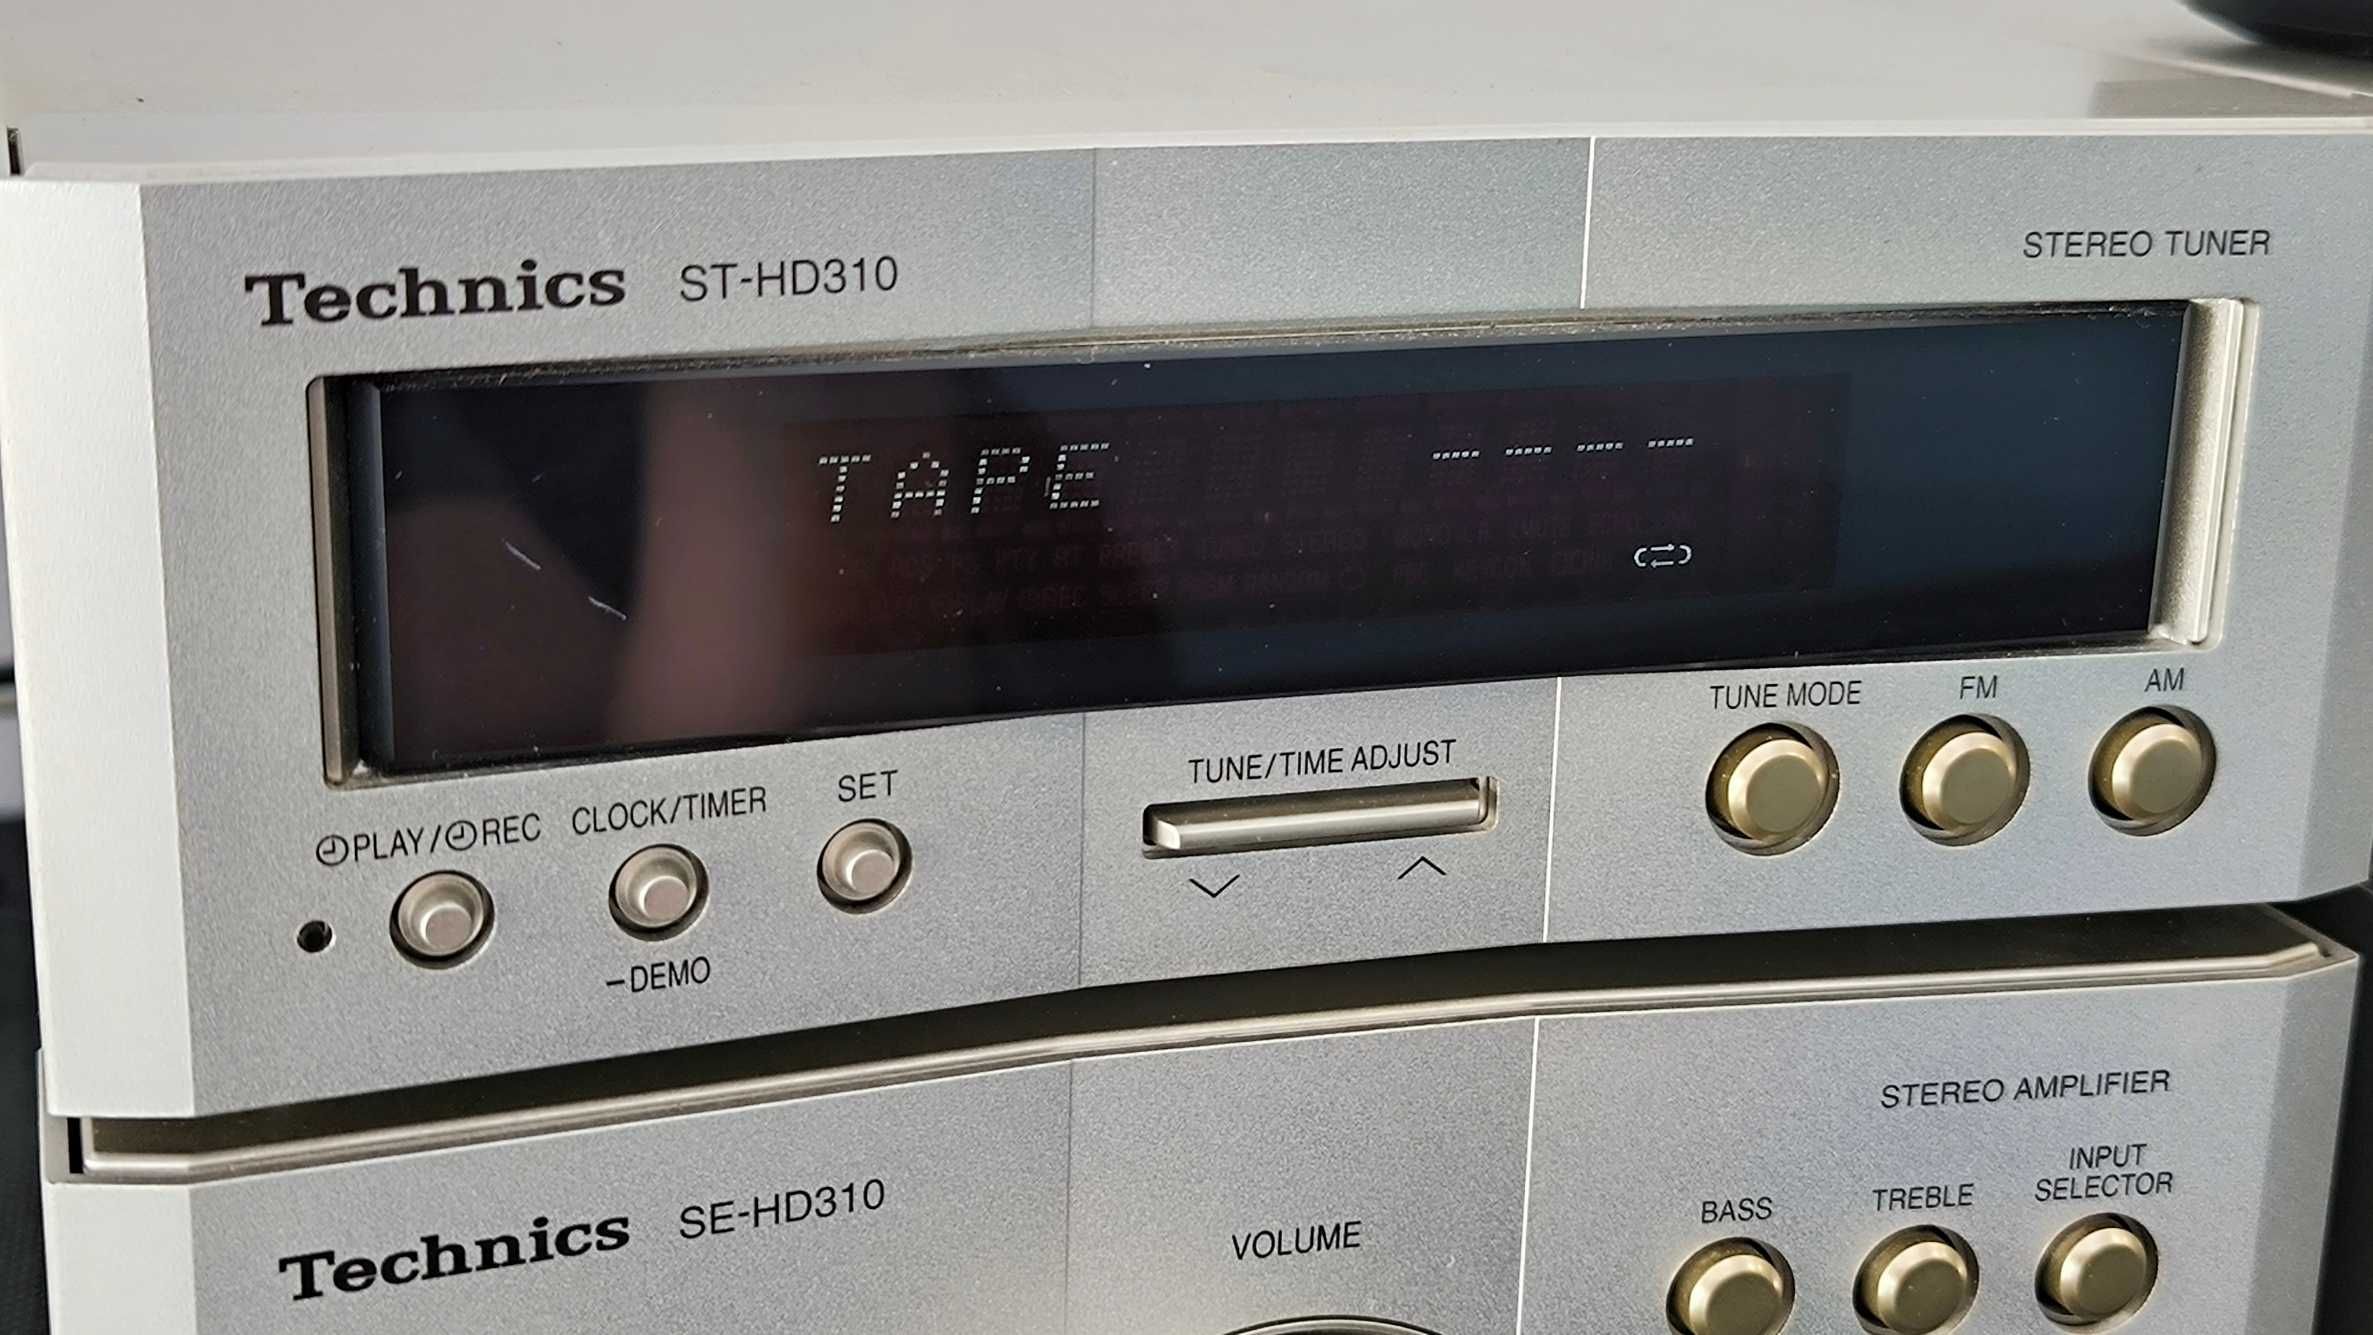 Technics ST-HD310
STEREO TUNER
TAPE ----
TUNE MODE FM AM
TUNE/TIME ADJUST
PLAY/REC CLOCK/TIMER SET
–DEMO
STEREO AMPLIFIER
Technics SE-HD310
VOLUME
BASS TREBLE INPUT SELECTOR